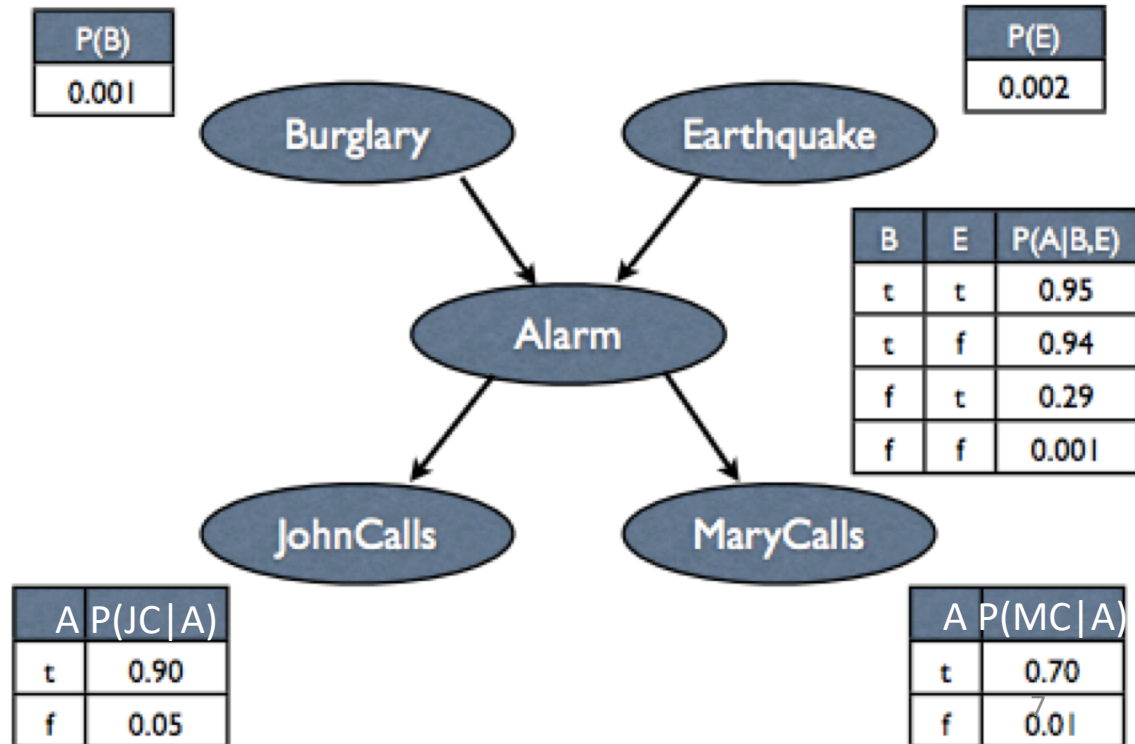 P(B)
0.001
P(E)
0.002
Burglary
Earthquake
B E P(A|B,E)
t t 0.95
t f 0.94
f t 0.29
f f 0.001
Alarm
JohnCalls
MaryCalls
A P(JC|A)
t 0.90
f 0.05
A P(MC|A)
t 0.70
7
f 0.01